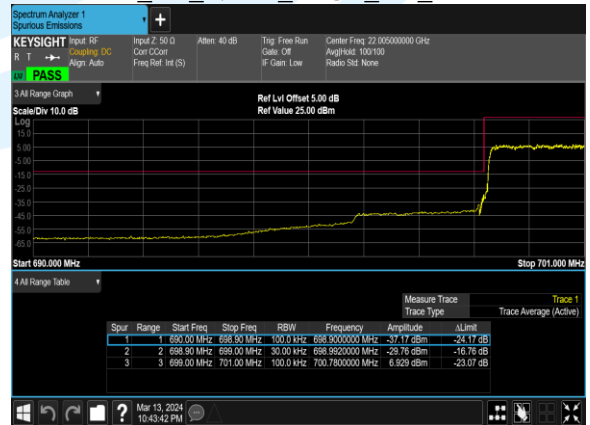 Spectrum Analyzer 1
Spurious Emissions
KEYSIGHT Input: RF Input Z: 50 Ω Atten: 40 dB Trig: Free Run Center Freq: 22.005000000 GHz
R T Coupling: DC Corr CCorr Gate: Off Avg|Hold: 100/100
Align: Auto Freq Ref: Int (S) IF Gain: Low Radio Std: None
LM PASS
3 All Range Graph
Ref Lvl Offset 5.00 dB
Scale/Div 10.0 dB Ref Value 25.00 dBm
Log
15.0
5.00
-5.00
-15.0
-25.0
-35.0
-45.0
-55.0
-65.0
Start 690.000 MHz Stop 701.000 MHz
4 All Range Table
Measure Trace Trace 1
Trace Type Trace Average (Active)
Spur Range Start Freq Stop Freq RBW Frequency Amplitude ΔLimit
1 1 690.00 MHz 698.90 MHz 100.0 kHz 698.9000000 MHz -37.17 dBm -24.17 dB
2 2 698.90 MHz 699.00 MHz 30.00 kHz 698.9920000 MHz -29.76 dBm -16.76 dB
3 3 699.00 MHz 701.00 MHz 100.0 kHz 700.7800000 MHz 6.929 dBm -23.07 dB
Mar 13, 2024
10:43:42 PM